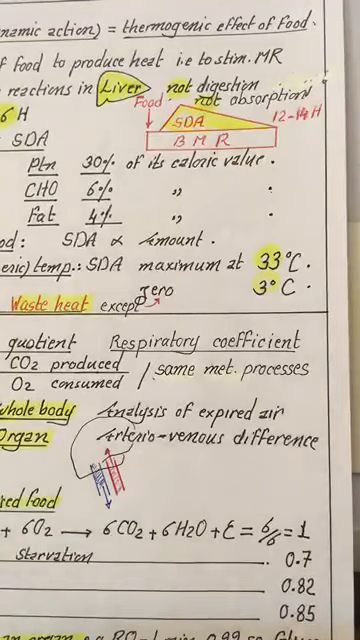 namic action) = thermogenic effect of Food.
of food to produce heat i.e to stim. MR
reactions in Liver not digestion
not absorption
6 H Food 12-14 H
SDA
B M R
SDA
Ptn 30% of its caloric value.
CHO 6% ,, .
Fat 4% ,, .
od: SDA ∝ Amount.
eric) temp.: SDA maximum at 33°C.
zero 3°C.
Waste heat except
quotient Respiratory coefficient
CO2 produced
O2 consumed / same met. processes
whole body Analysis of expired air
Organ Arterio-venous difference
red food
+ 6O2 → 6CO2 + 6H2O + E = 6/6 = 1
Starvation 0.7
0.82
0.85